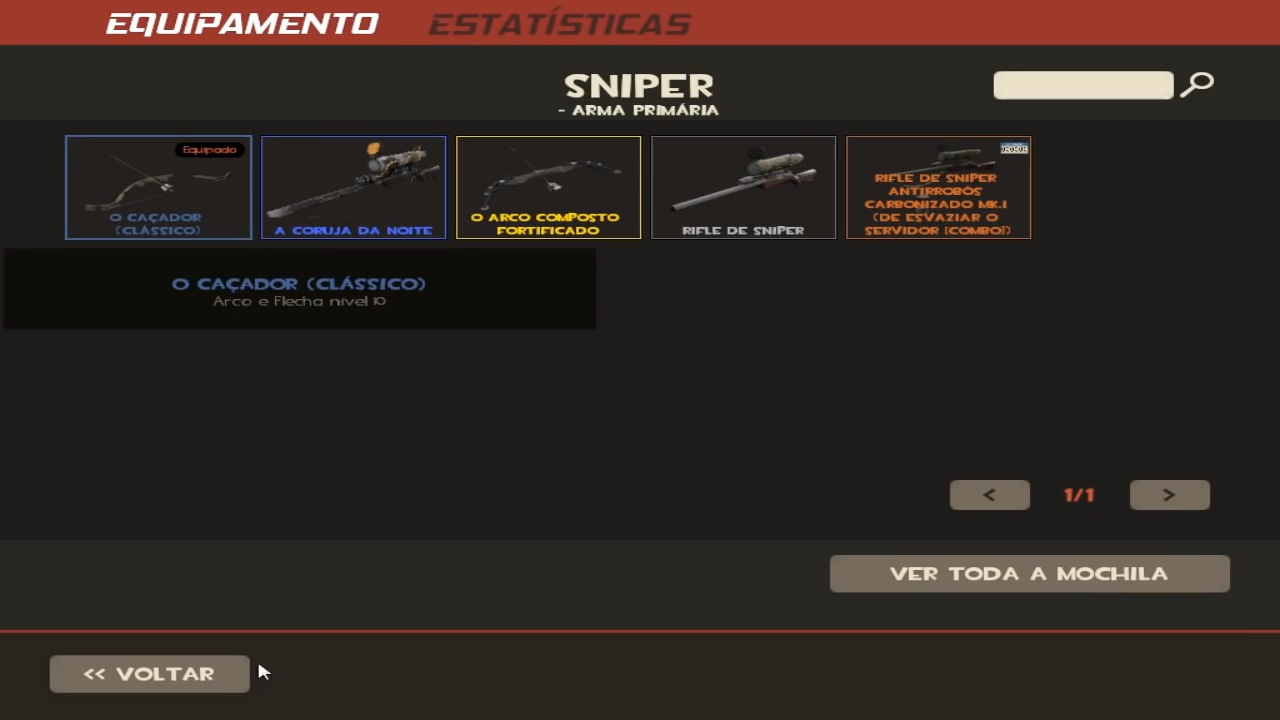 EQUIPAMENTO ESTATÍSTICAS
SNIPER
- ARMA PRIMÁRIA
Equipado
O CAÇADOR
(CLÁSSICO)
A CORUJA DA NOITE
O ARCO COMPOSTO
FORTIFICADO
RIFLE DE SNIPER
RIFLE DE SNIPER
ANTIRROBÔS
CARBONIZADO MK.I
(DE ESVAZIAR O
SERVIDOR [COMBO])
O CAÇADOR (CLÁSSICO)
Arco e Flecha nível 10
< 1/1 >
VER TODA A MOCHILA
<< VOLTAR